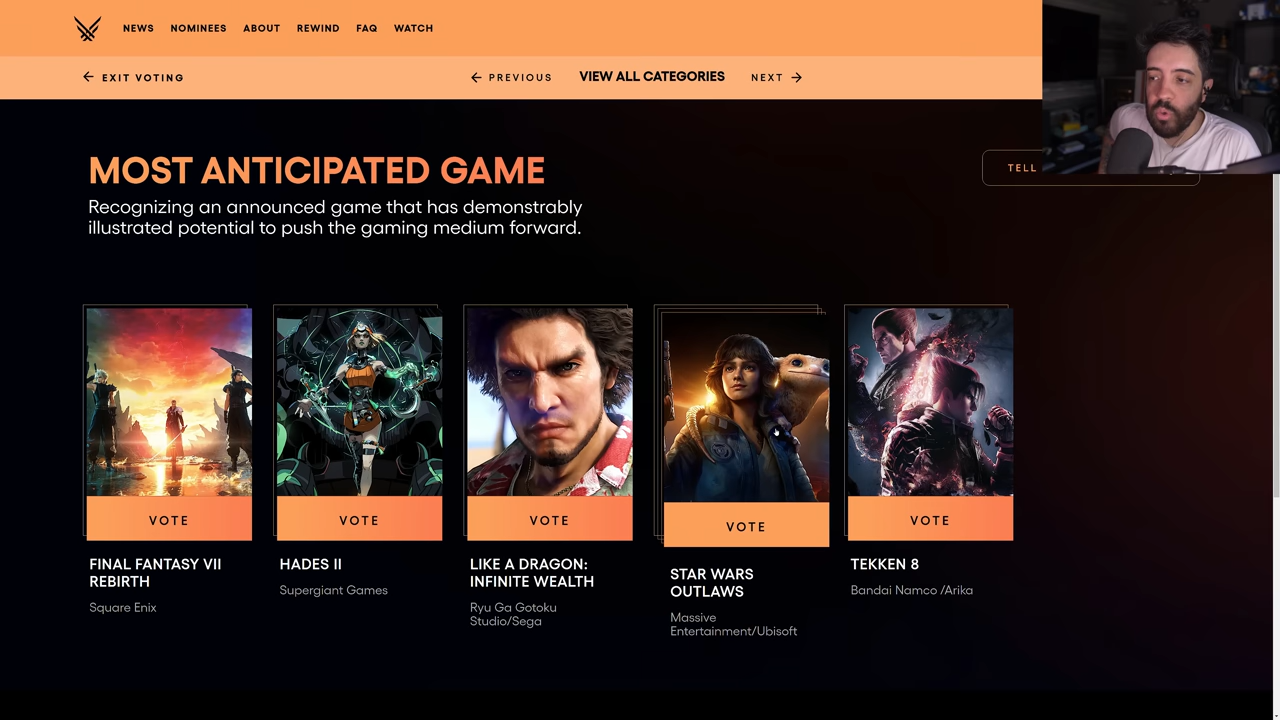 NEWS NOMINEES ABOUT REWIND FAQ WATCH
EXIT VOTING
PREVIOUS VIEW ALL CATEGORIES NEXT
MOST ANTICIPATED GAME
TELL
Recognizing an announced game that has demonstrably
illustrated potential to push the gaming medium forward.
VOTE
FINAL FANTASY VII
REBIRTH
Square Enix
VOTE
HADES II
Supergiant Games
VOTE
LIKE A DRAGON:
INFINITE WEALTH
Ryu Ga Gotoku
Studio/Sega
VOTE
STAR WARS
OUTLAWS
Massive
Entertainment/Ubisoft
VOTE
TEKKEN 8
Bandai Namco /Arika